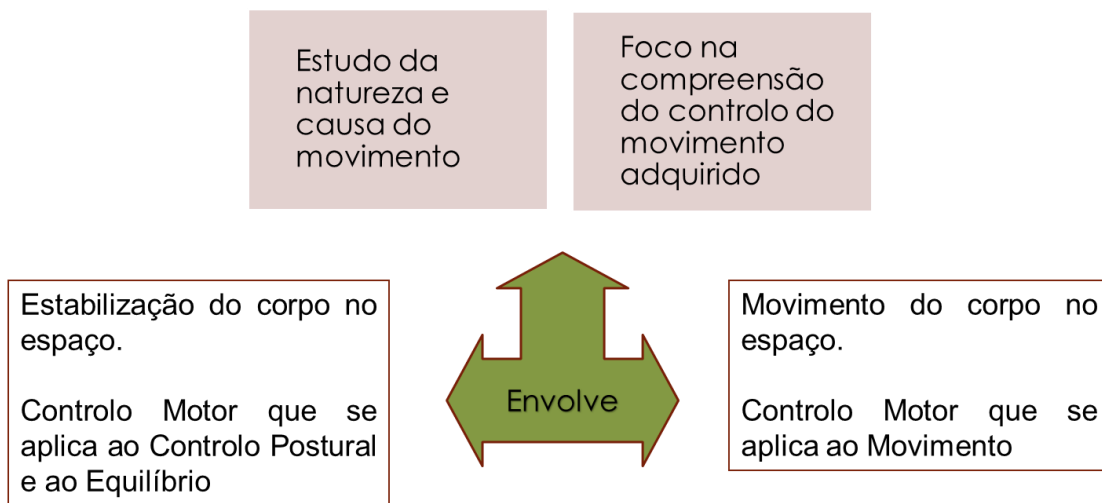 Estudo da
natureza e
causa do
movimento
Foco na
compreensão
do controlo do
movimento
adquirido
Estabilização do corpo no
espaço.
Controlo Motor que se
aplica ao Controlo Postural
e ao Equilíbrio
Envolve
Movimento do corpo no
espaço.
Controlo Motor que se
aplica ao Movimento